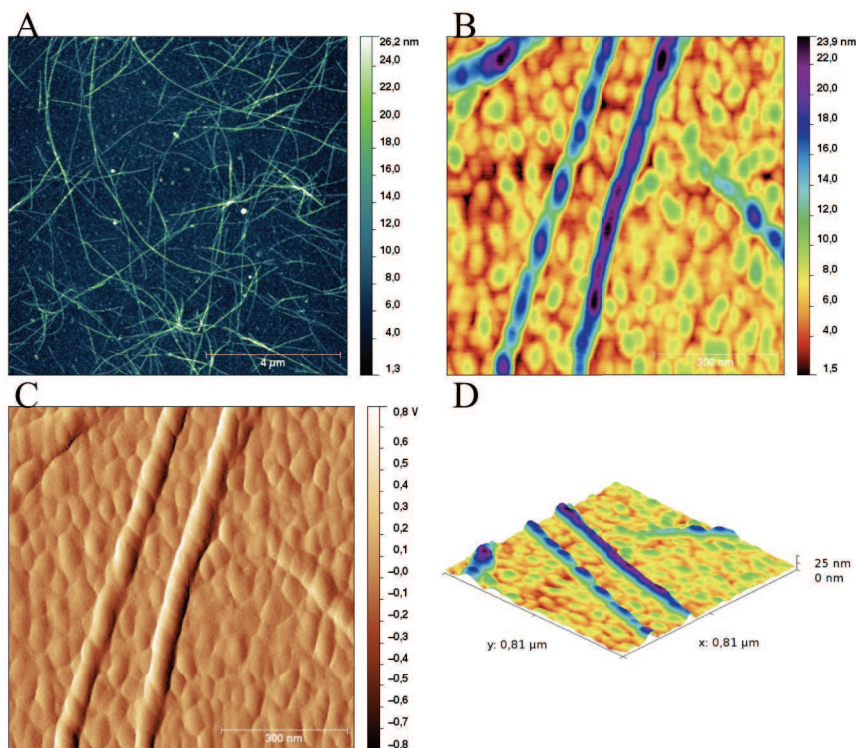 A
26,2 nm
24,0
22,0
20,0
18,0
16,0
14,0
12,0
10,0
8,0
6,0
4,0
1,3
4 µm
B
23,9 nm
22,0
20,0
18,0
16,0
14,0
12,0
10,0
8,0
6,0
4,0
1,5
300 nm
C
0,8 V
0,6
0,5
0,4
0,3
0,2
0,1
-0,0
-0,1
-0,2
-0,3
-0,4
-0,5
-0,6
-0,7
-0,8
300 nm
D
25 nm
0 nm
y: 0,81 µm
x: 0,81 µm